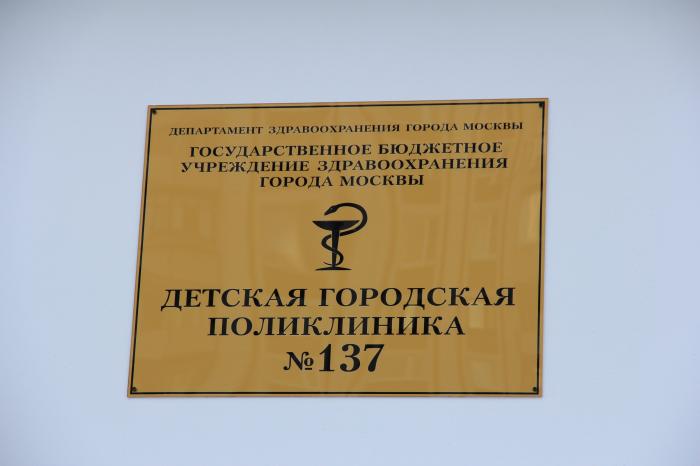 ДЕПАРТАМЕНТ ЗДРАВООХРАНЕНИЯ ГОРОДА МОСКВЫ
ГОСУДАРСТВЕННОЕ БЮДЖЕТНОЕ
УЧРЕЖДЕНИЕ ЗДРАВООХРАНЕНИЯ
ГОРОДА МОСКВЫ
ДЕТСКАЯ ГОРОДСКАЯ
ПОЛИКЛИНИКА
№137